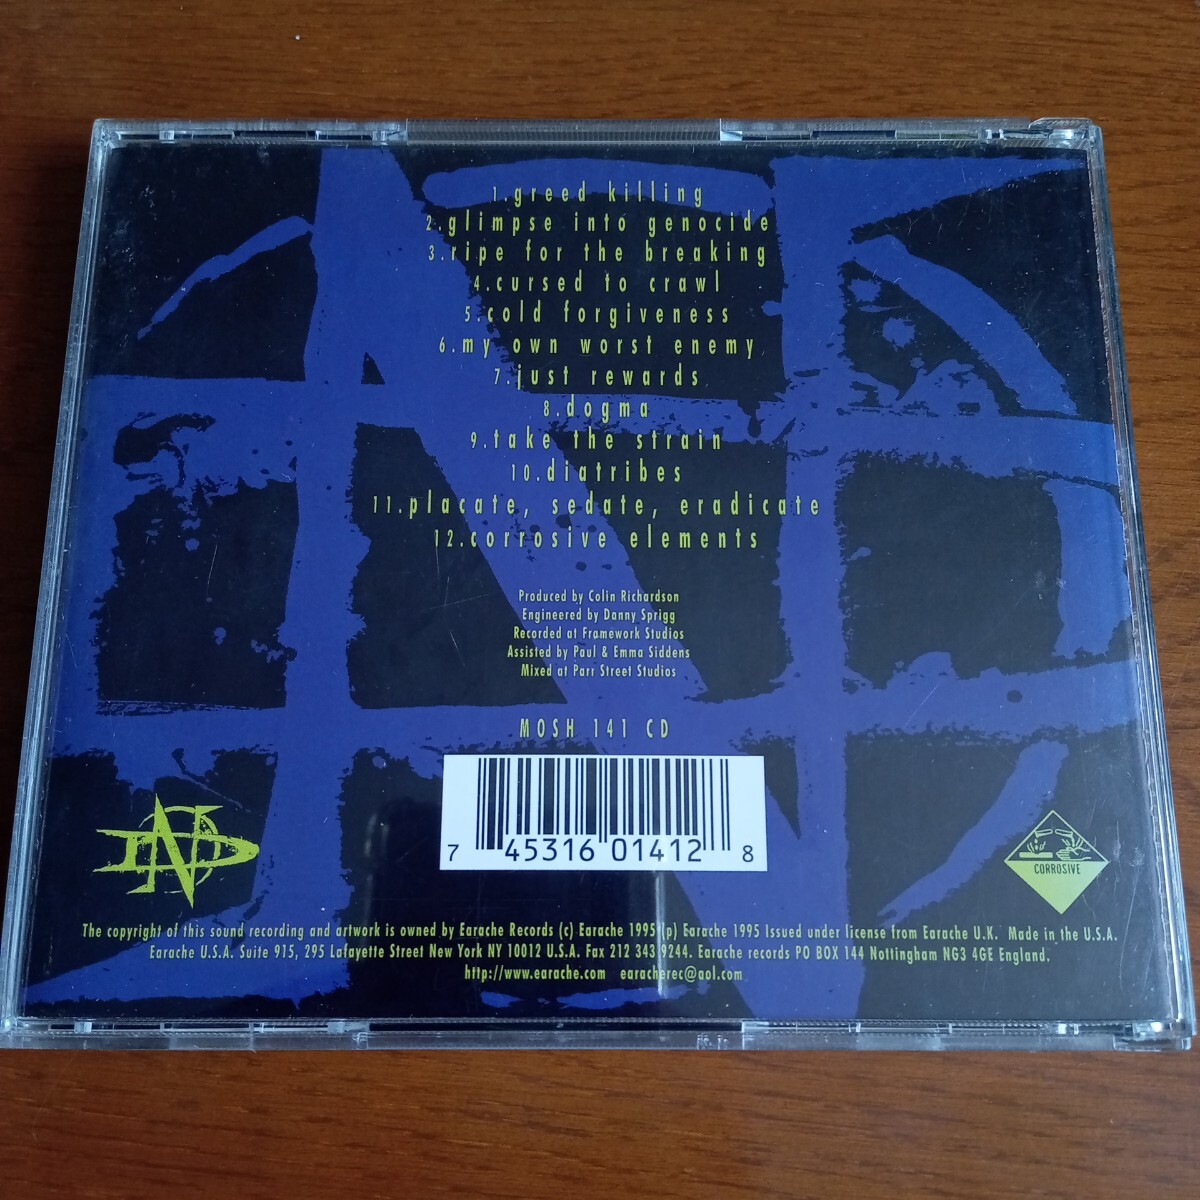 1.greed killing
2.glimpse into genocide
3.ripe for the breaking
4.cursed to crawl
5.cold forgiveness
6.my own worst enemy
7.just rewards
8.dogma
9.take the strain
10.diatribes
11.placate, sedate, eradicate
12.corrosive elements
Produced by Colin Richardson
Engineered by Danny Sprigg
Recorded at Framework Studios
Assisted by Paul & Emma Siddens
Mixed at Parr Street Studios
MOSH 141 CD
7 45316 01412 8
ND
CORROSIVE
The copyright of this sound recording and artwork is owned by Earache Records (c) Earache 1995 (p) Earache 1995 Issued under license from Earache U.K. Made in the U.S.A.
Earache U.S.A. Suite 915, 295 Lafayette Street New York NY 10012 U.S.A. Fax 212 343 9244. Earache records PO BOX 144 Nottingham NG3 4GE England.
http://www.earache.com earacherec@aol.com